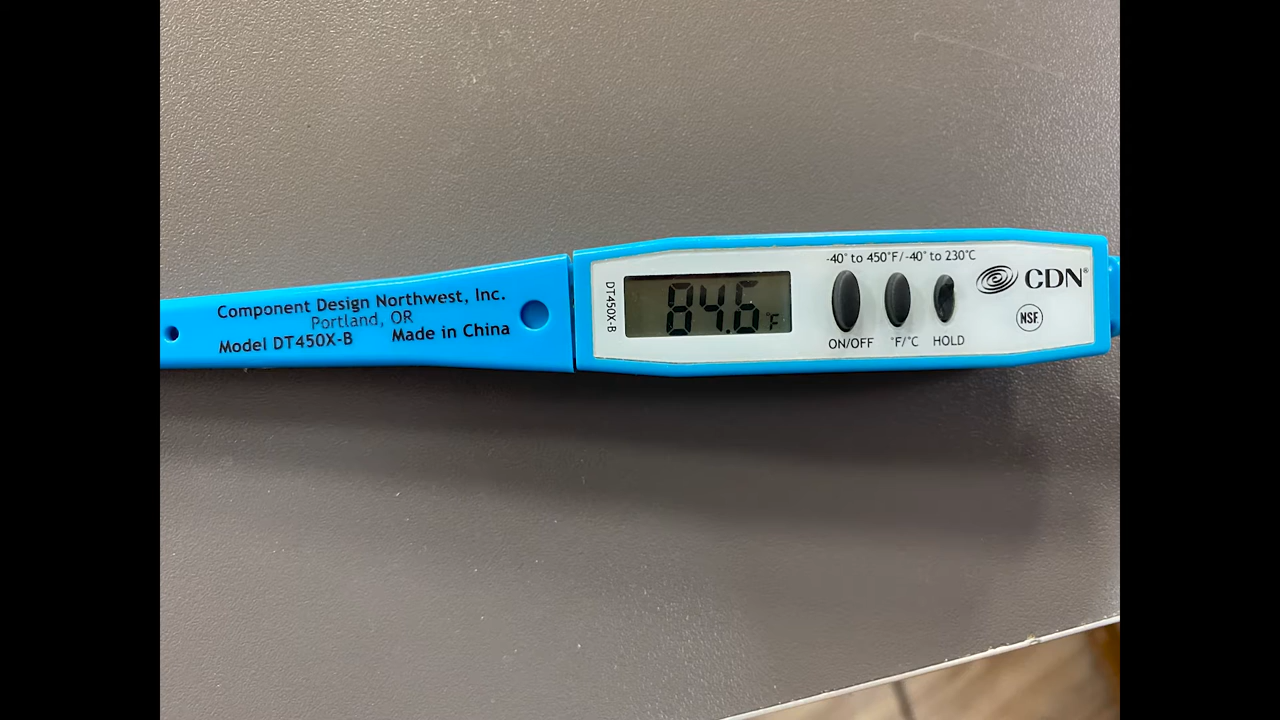 Component Design Northwest, Inc.
Portland, OR
Model DT450X-B Made in China
DT450X-B
84.6 °F
-40° to 450°F/-40° to 230°C
ON/OFF °F/°C HOLD
CDN®
NSF